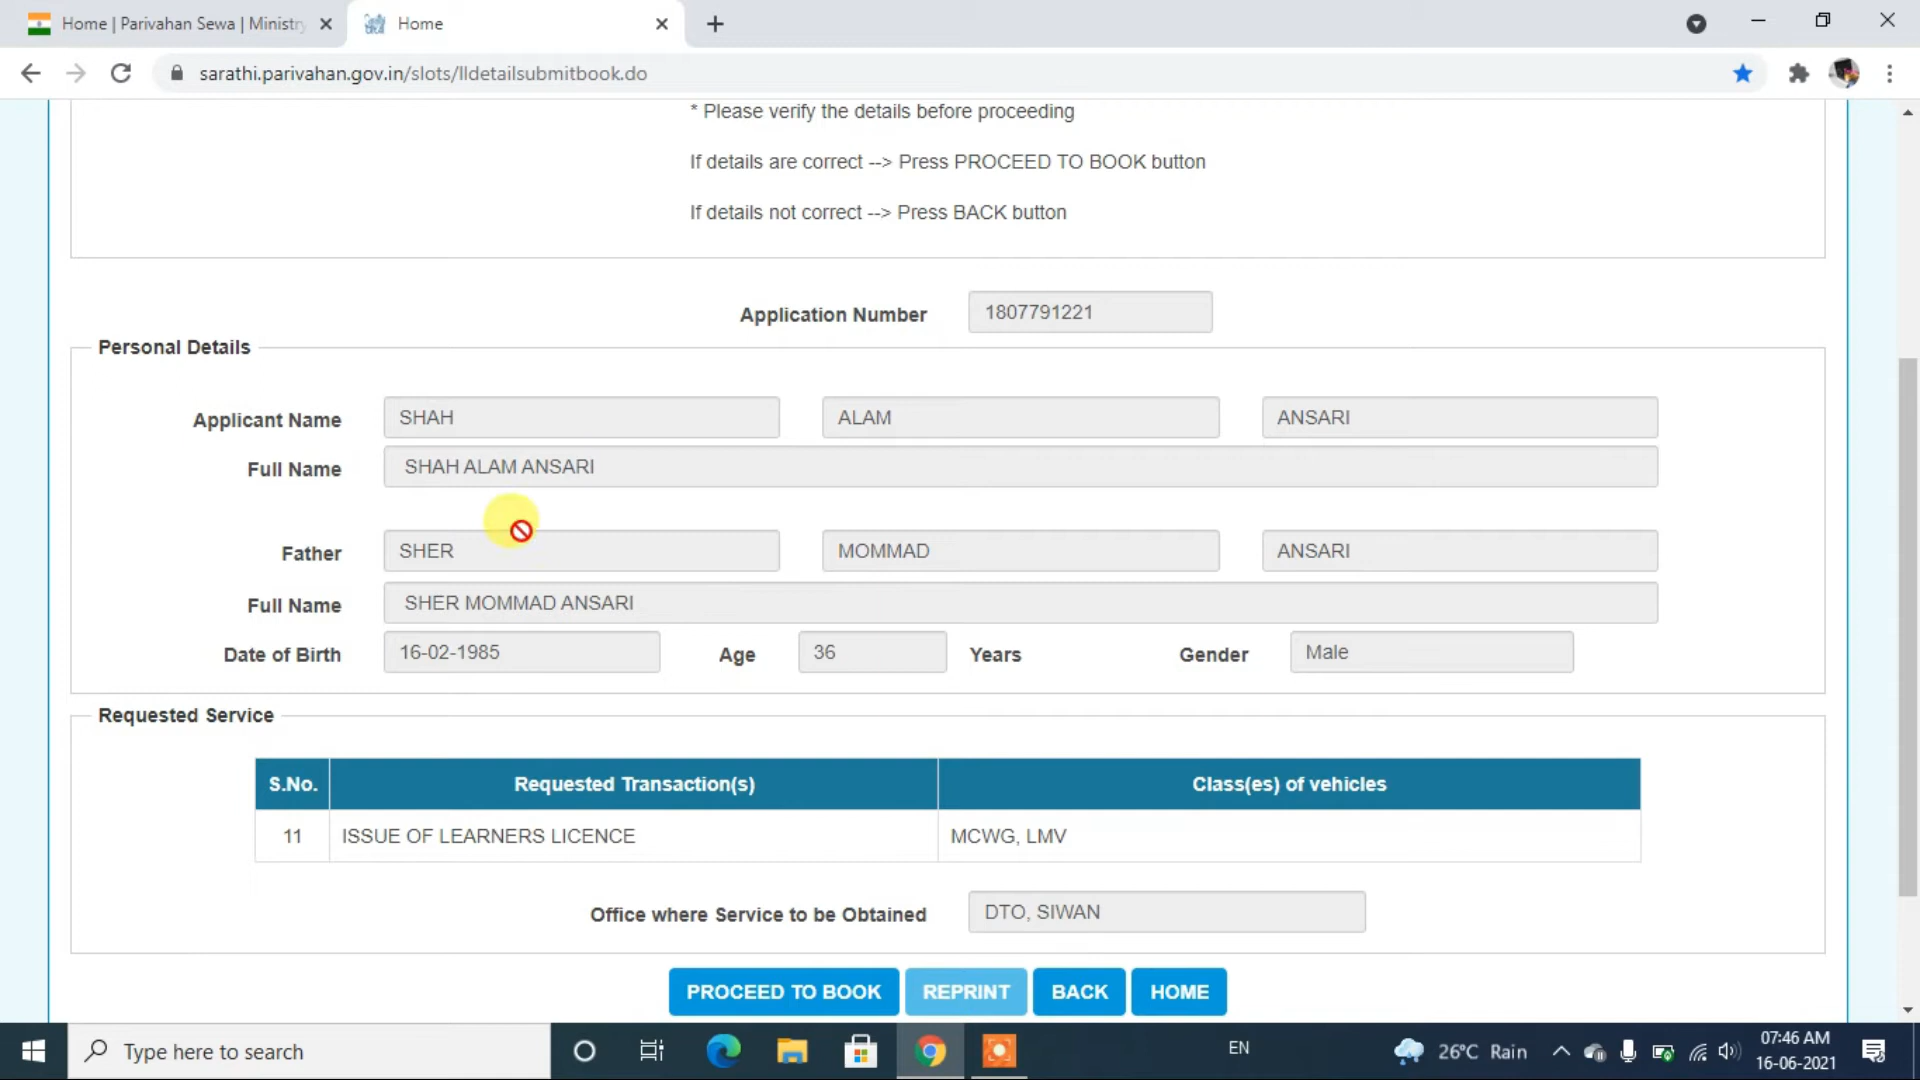 Home | Parivahan Sewa | Ministry
Home
sarathi.parivahan.gov.in/slots/lldetailsubmitbook.do
* Please verify the details before proceeding
If details are correct --> Press PROCEED TO BOOK button
If details not correct --> Press BACK button
Application Number 1807791221
Personal Details
Applicant Name SHAH ALAM ANSARI
Full Name SHAH ALAM ANSARI
Father SHER MOMMAD ANSARI
Full Name SHER MOMMAD ANSARI
Date of Birth 16-02-1985 Age 36 Years Gender Male
Requested Service
S.No. Requested Transaction(s) Class(es) of vehicles
11 ISSUE OF LEARNERS LICENCE MCWG, LMV
Office where Service to be Obtained DTO, SIWAN
PROCEED TO BOOK REPRINT BACK HOME
Type here to search EN 26°C Rain 07:46 AM
16-06-2021